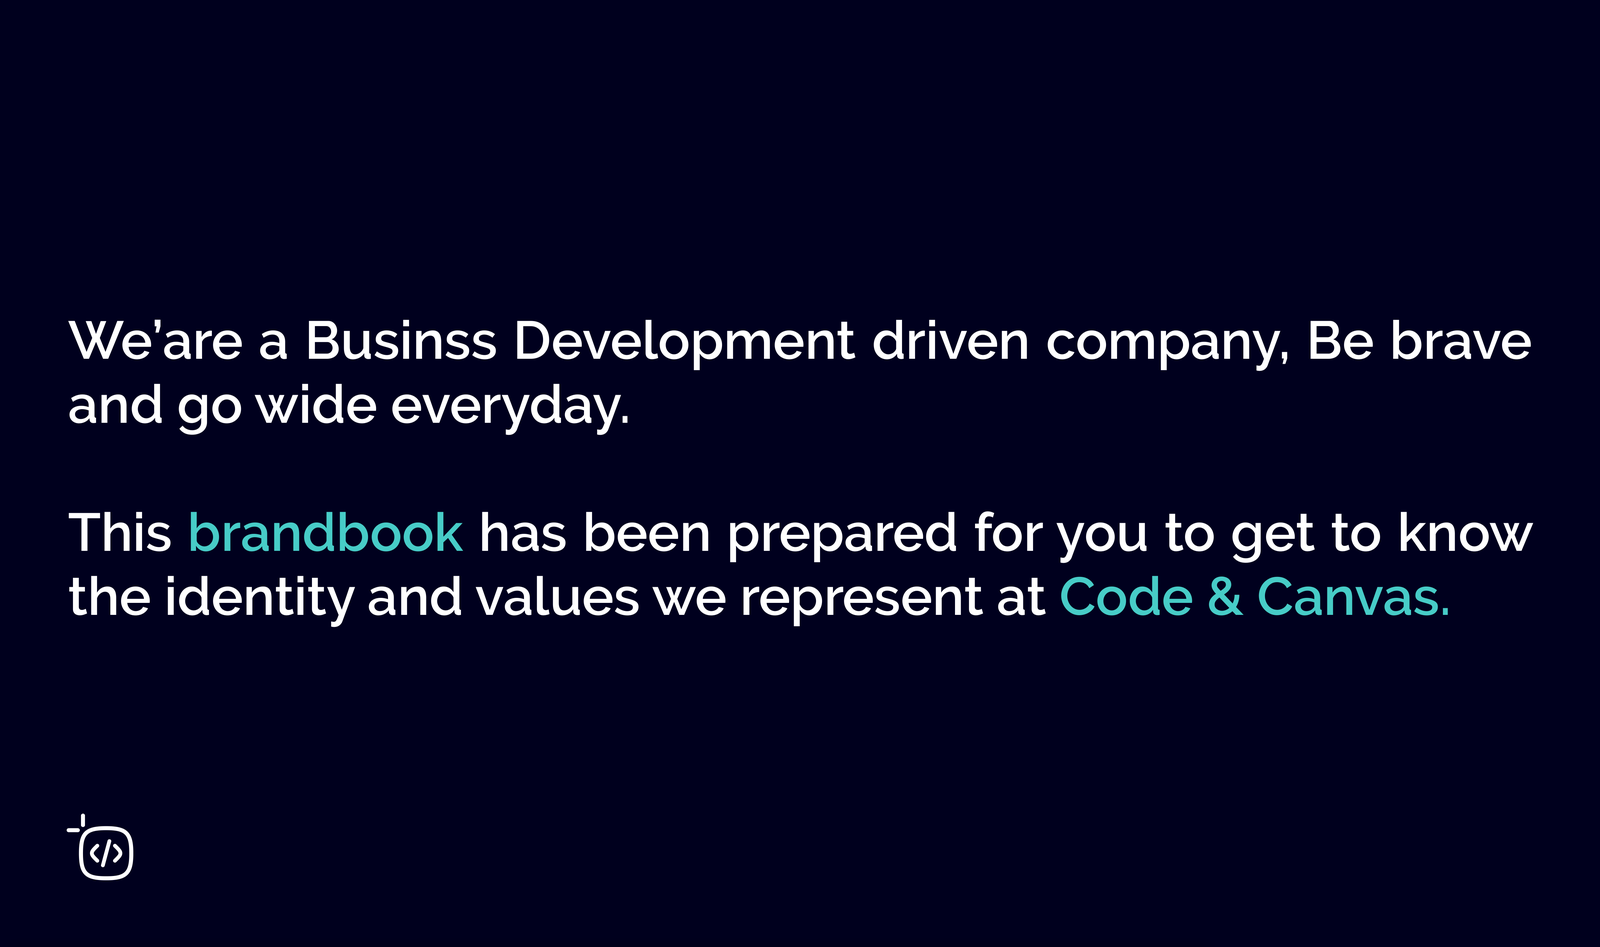 We’are a Businss Development driven company, Be brave
and go wide everyday.
This brandbook has been prepared for you to get to know
the identity and values we represent at Code & Canvas.
</>